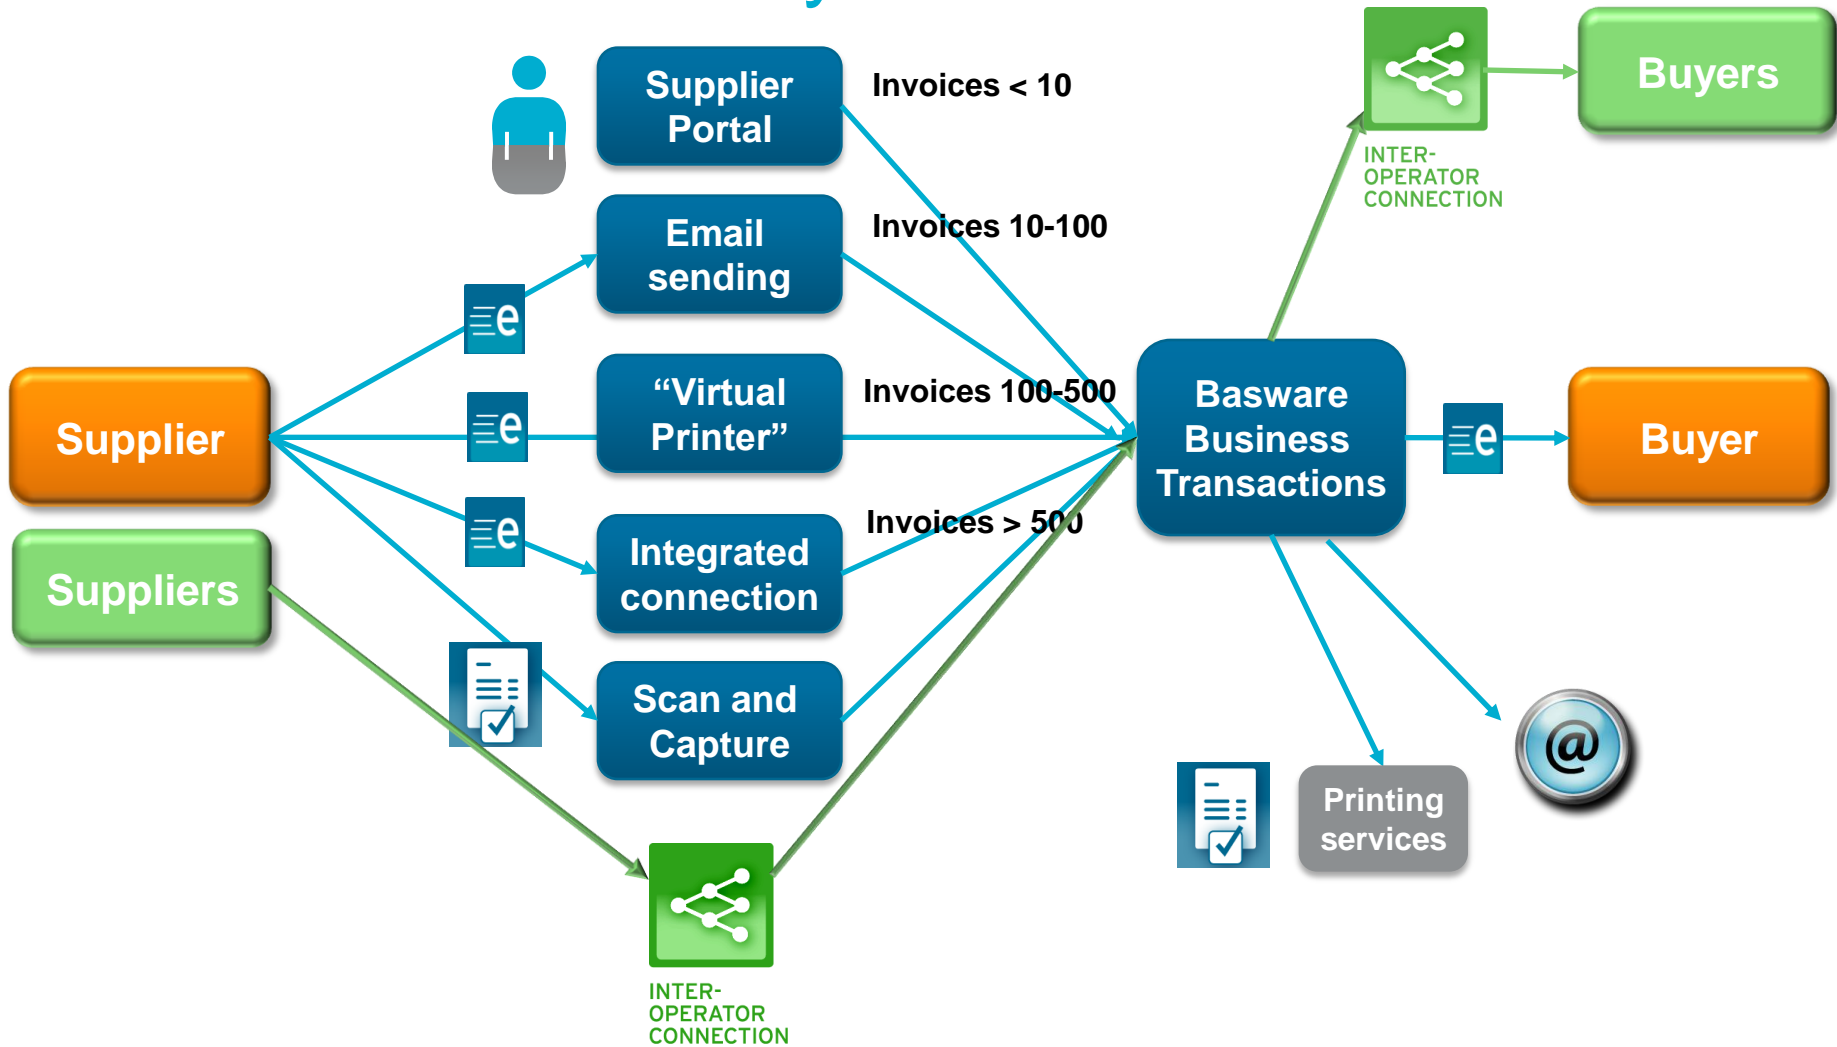 Supplier
Portal
Invoices < 10
Buyers
INTER-
OPERATOR
CONNECTION
Email
sending
Invoices 10-100
e
“Virtual
Printer”
Invoices 100-500
Supplier
e
Basware
Business
Transactions
e
Buyer
e
Integrated
connection
Invoices > 500
Suppliers
Scan and
Capture
@
Printing
services
INTER-
OPERATOR
CONNECTION